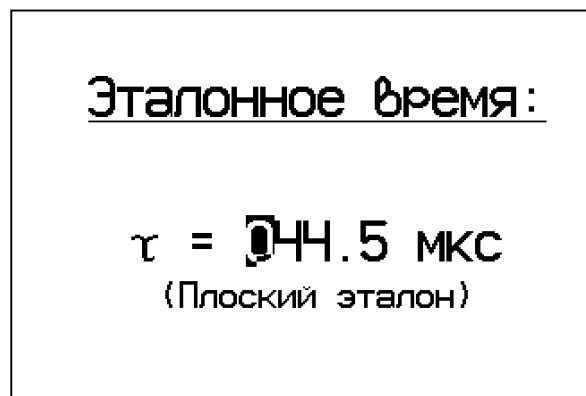 Эталонное время:
τ = 044.5 мкс
(Плоский эталон)